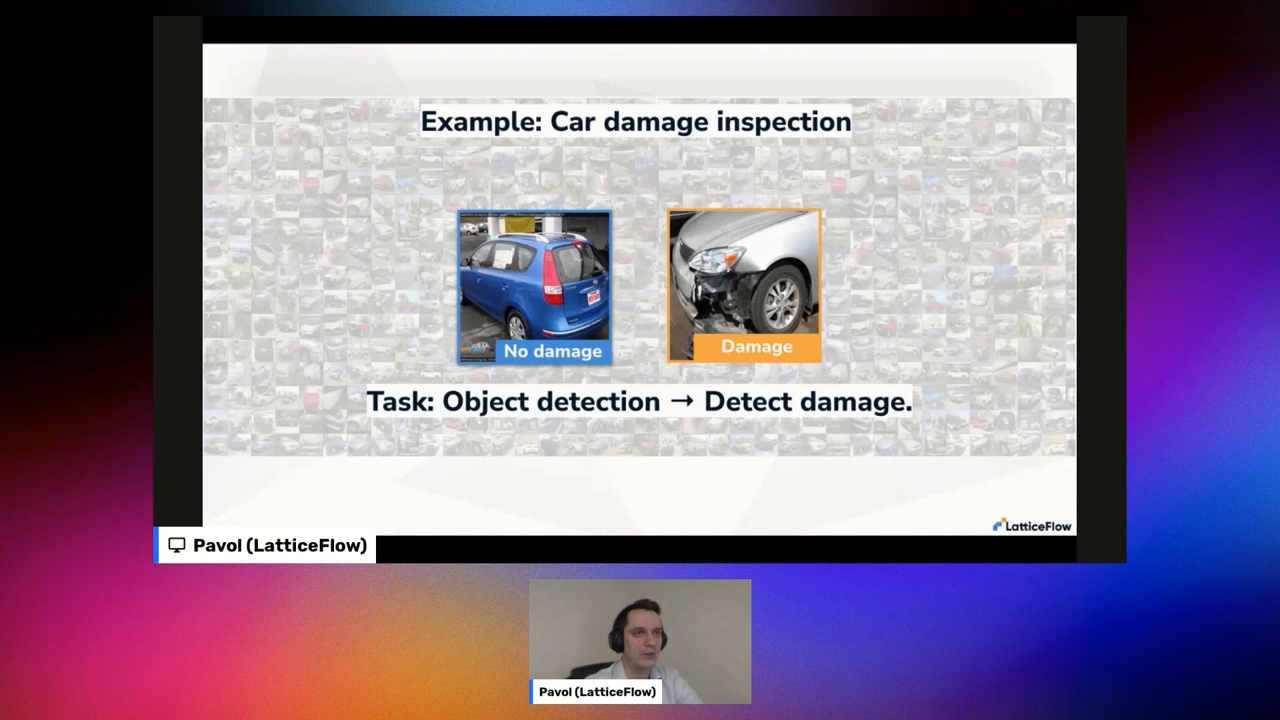 Example: Car damage inspection
No damage
Damage
Task: Object detection → Detect damage.
LatticeFlow
Pavol (LatticeFlow)
Pavol (LatticeFlow)